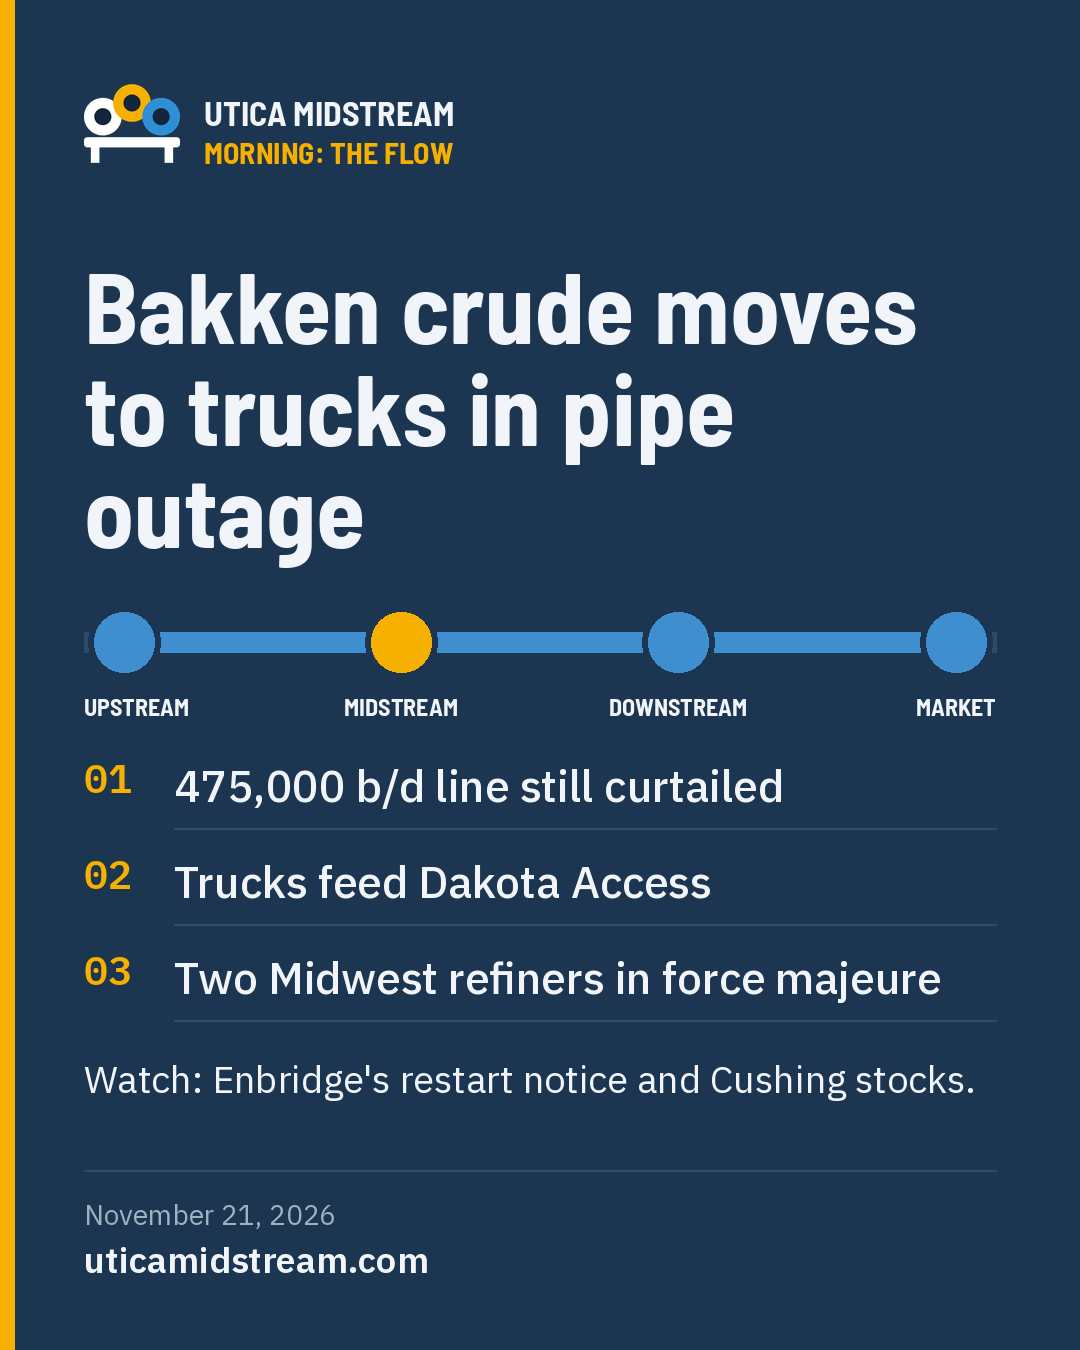 UTICA MIDSTREAM
MORNING: THE FLOW
Bakken crude moves
to trucks in pipe
outage
UPSTREAM MIDSTREAM DOWNSTREAM MARKET
01 475,000 b/d line still curtailed
02 Trucks feed Dakota Access
03 Two Midwest refiners in force majeure
Watch: Enbridge's restart notice and Cushing stocks.
November 21, 2026
uticamidstream.com